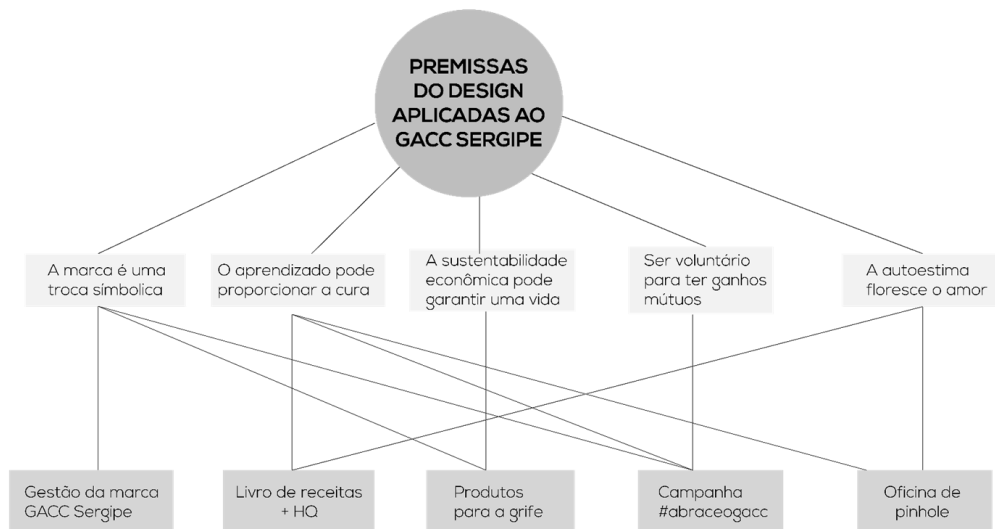 PREMISSAS
DO DESIGN
APLICADAS AO
GACC SERGIPE
A marca é uma
troca símbolica
O aprendizado pode
proporcionar a cura
A sustentabilidade
econômica pode
garantir uma vida
Ser voluntário
para ter ganhos
mútuos
A autoestima
floresce o amor
Gestão da marca
GACC Sergipe
Livro de receitas
+ HQ
Produtos
para a grife
Campanha
#abraceogacc
Oficina de
pinhole